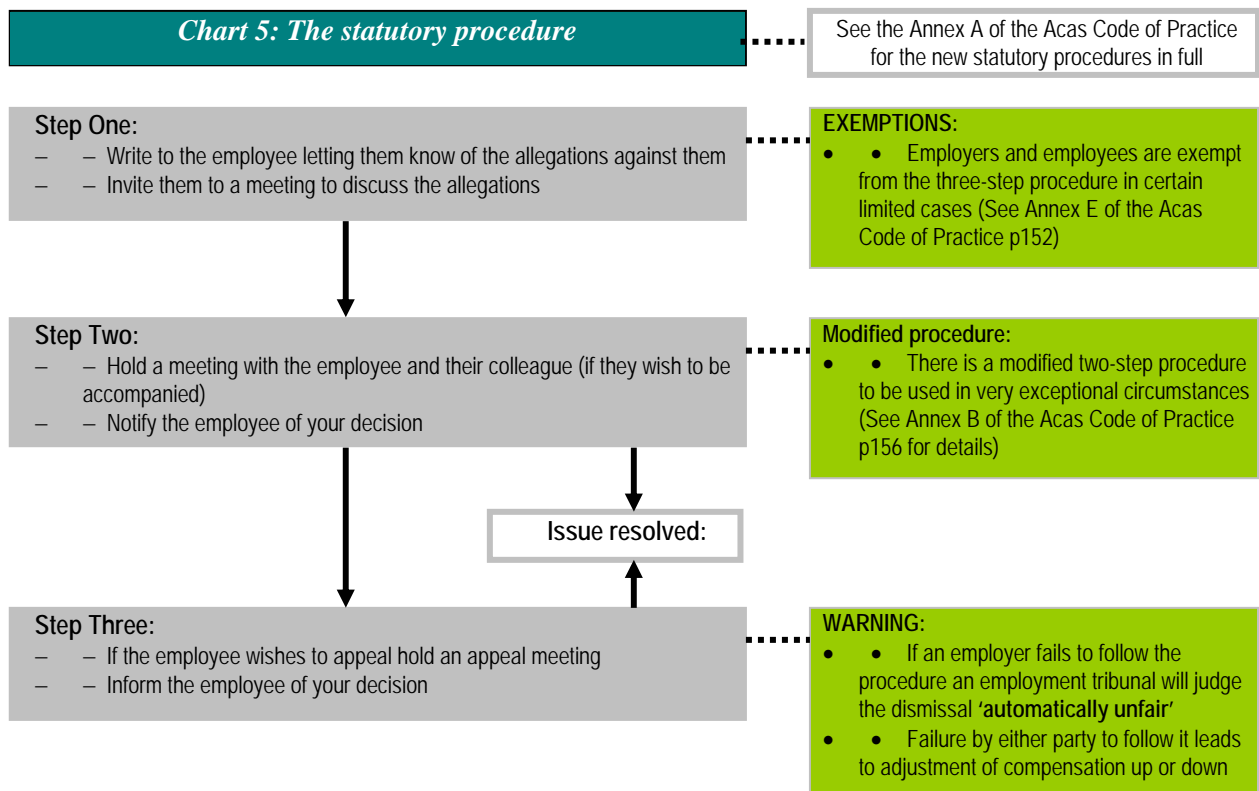 Chart 5: The statutory procedure
See the Annex A of the Acas Code of Practice
for the new statutory procedures in full
Step One:
– – Write to the employee letting them know of the allegations against them
– – Invite them to a meeting to discuss the allegations
EXEMPTIONS:
• • Employers and employees are exempt
from the three-step procedure in certain
limited cases (See Annex E of the Acas
Code of Practice p152)
Step Two:
– – Hold a meeting with the employee and their colleague (if they wish to be
accompanied)
– – Notify the employee of your decision
Modified procedure:
• • There is a modified two-step procedure
to be used in very exceptional circumstances
(See Annex B of the Acas Code of Practice
p156 for details)
Issue resolved:
Step Three:
– – If the employee wishes to appeal hold an appeal meeting
– – Inform the employee of your decision
WARNING:
• • If an employer fails to follow the
procedure an employment tribunal will judge
the dismissal ‘automatically unfair’
• • Failure by either party to follow it leads
to adjustment of compensation up or down